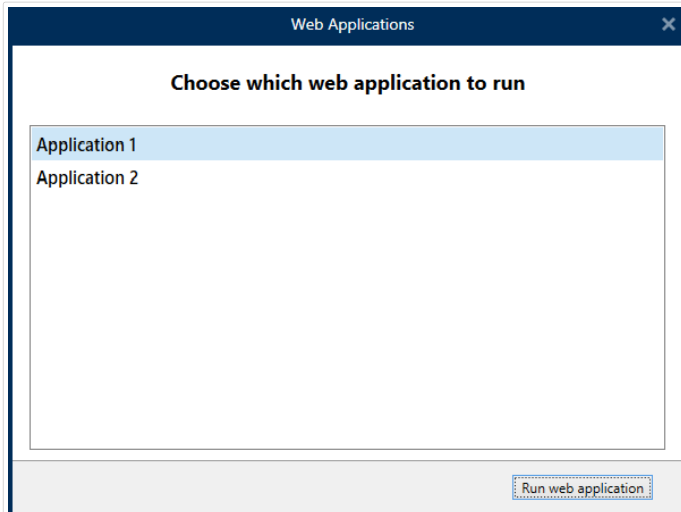 Web Applications
Choose which web application to run
Application 1
Application 2
Run web application